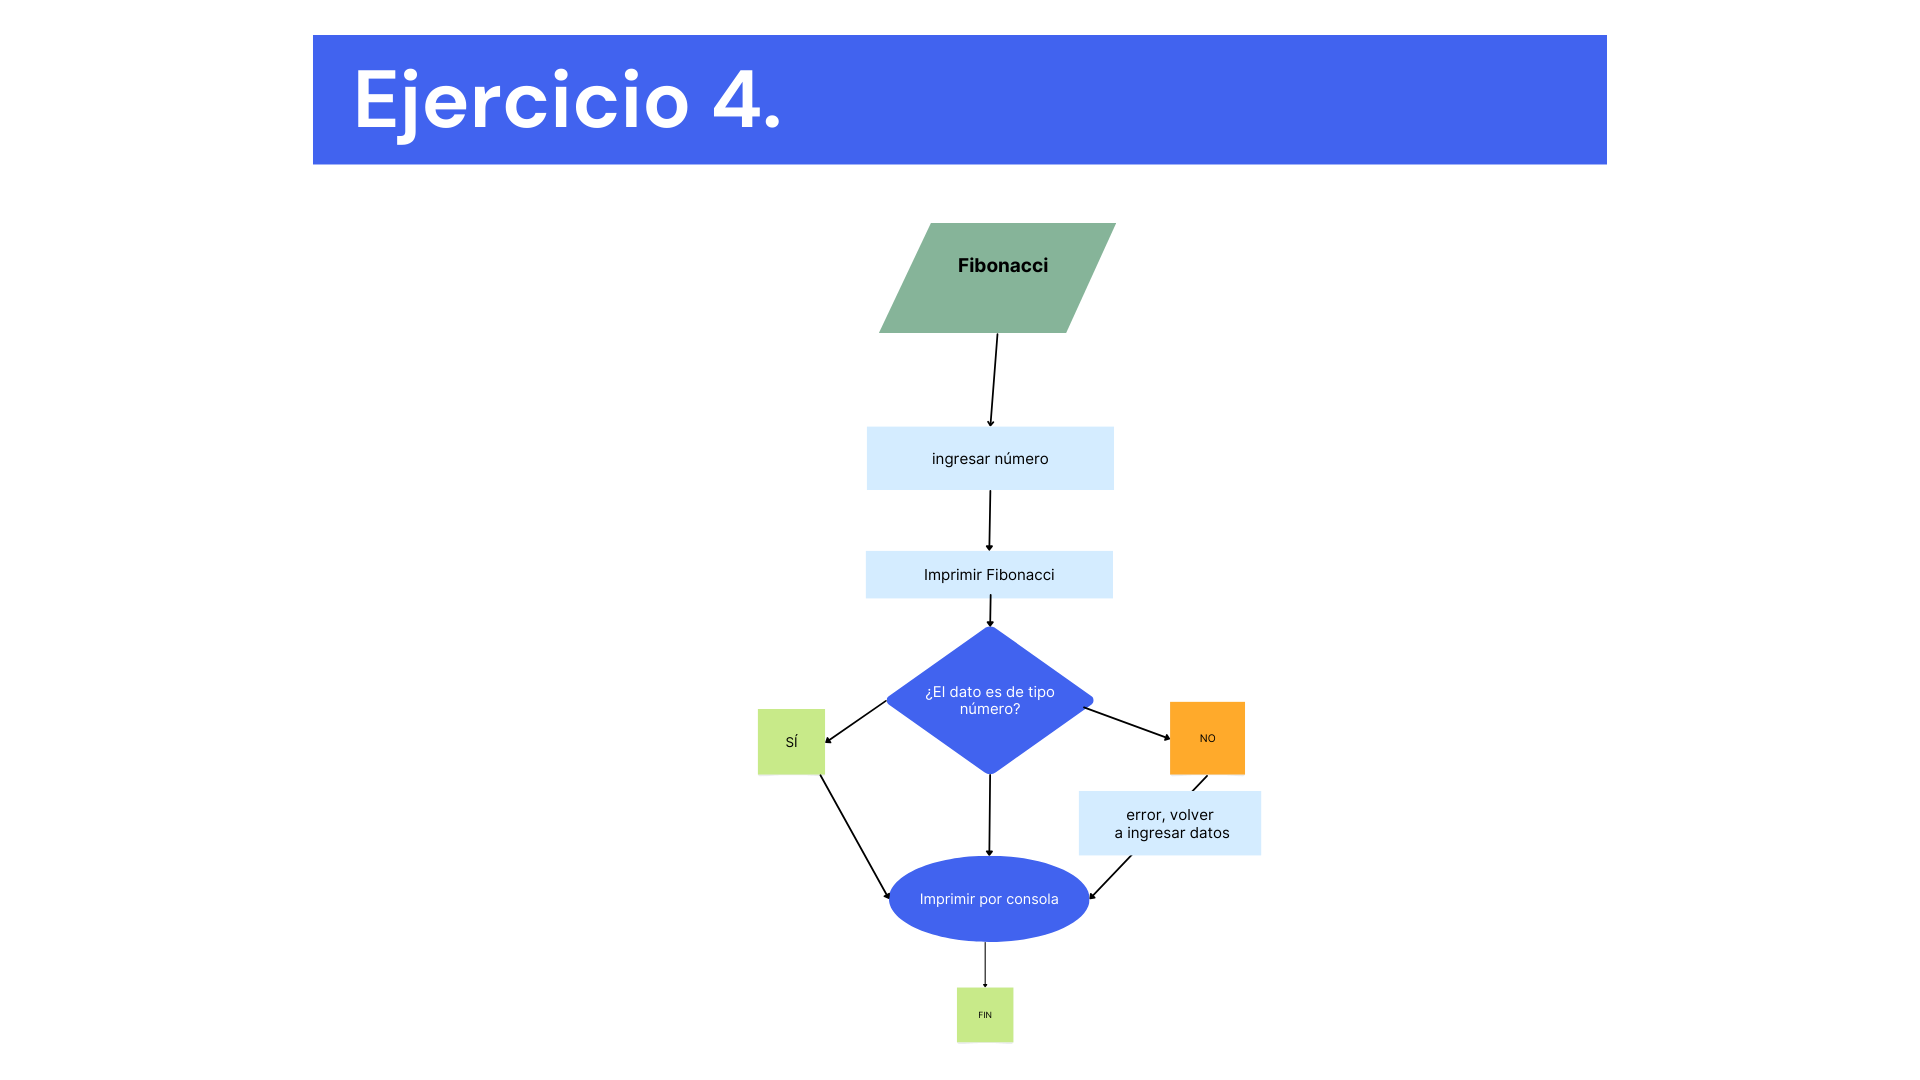 Ejercicio 4.
Fibonacci
ingresar número
Imprimir Fibonacci
¿El dato es de tipo
número?
SÍ
NO
error, volver
a ingresar datos
Imprimir por consola
FIN